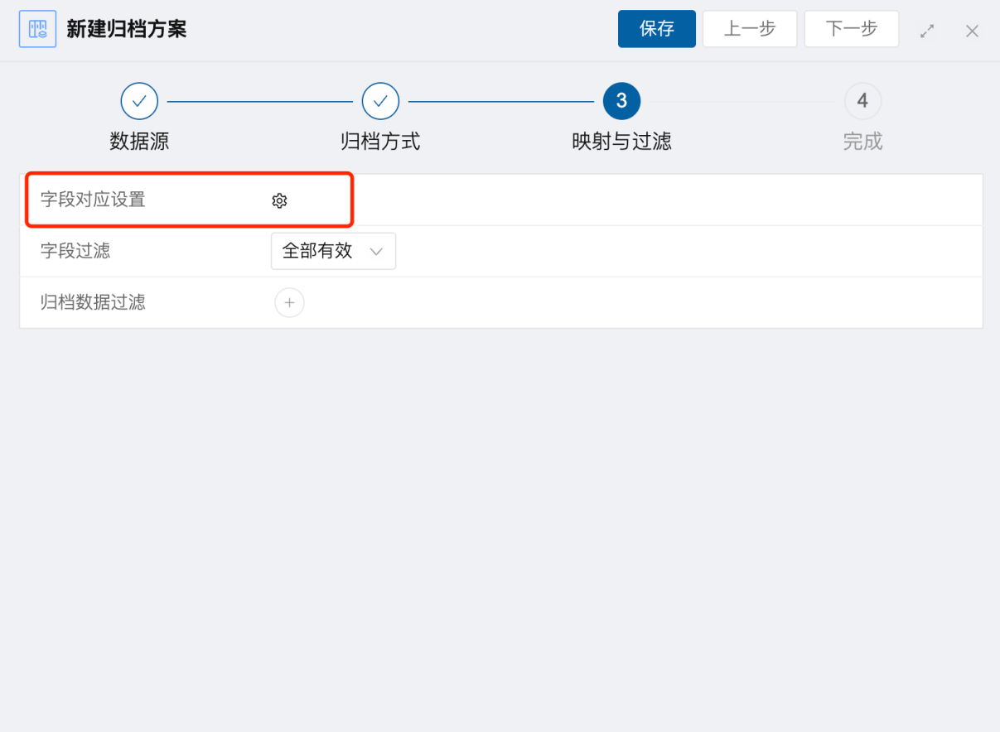 新建归档方案
保存 上一步 下一步
3 4
数据源 归档方式 映射与过滤 完成
字段对应设置
字段过滤 全部有效
归档数据过滤